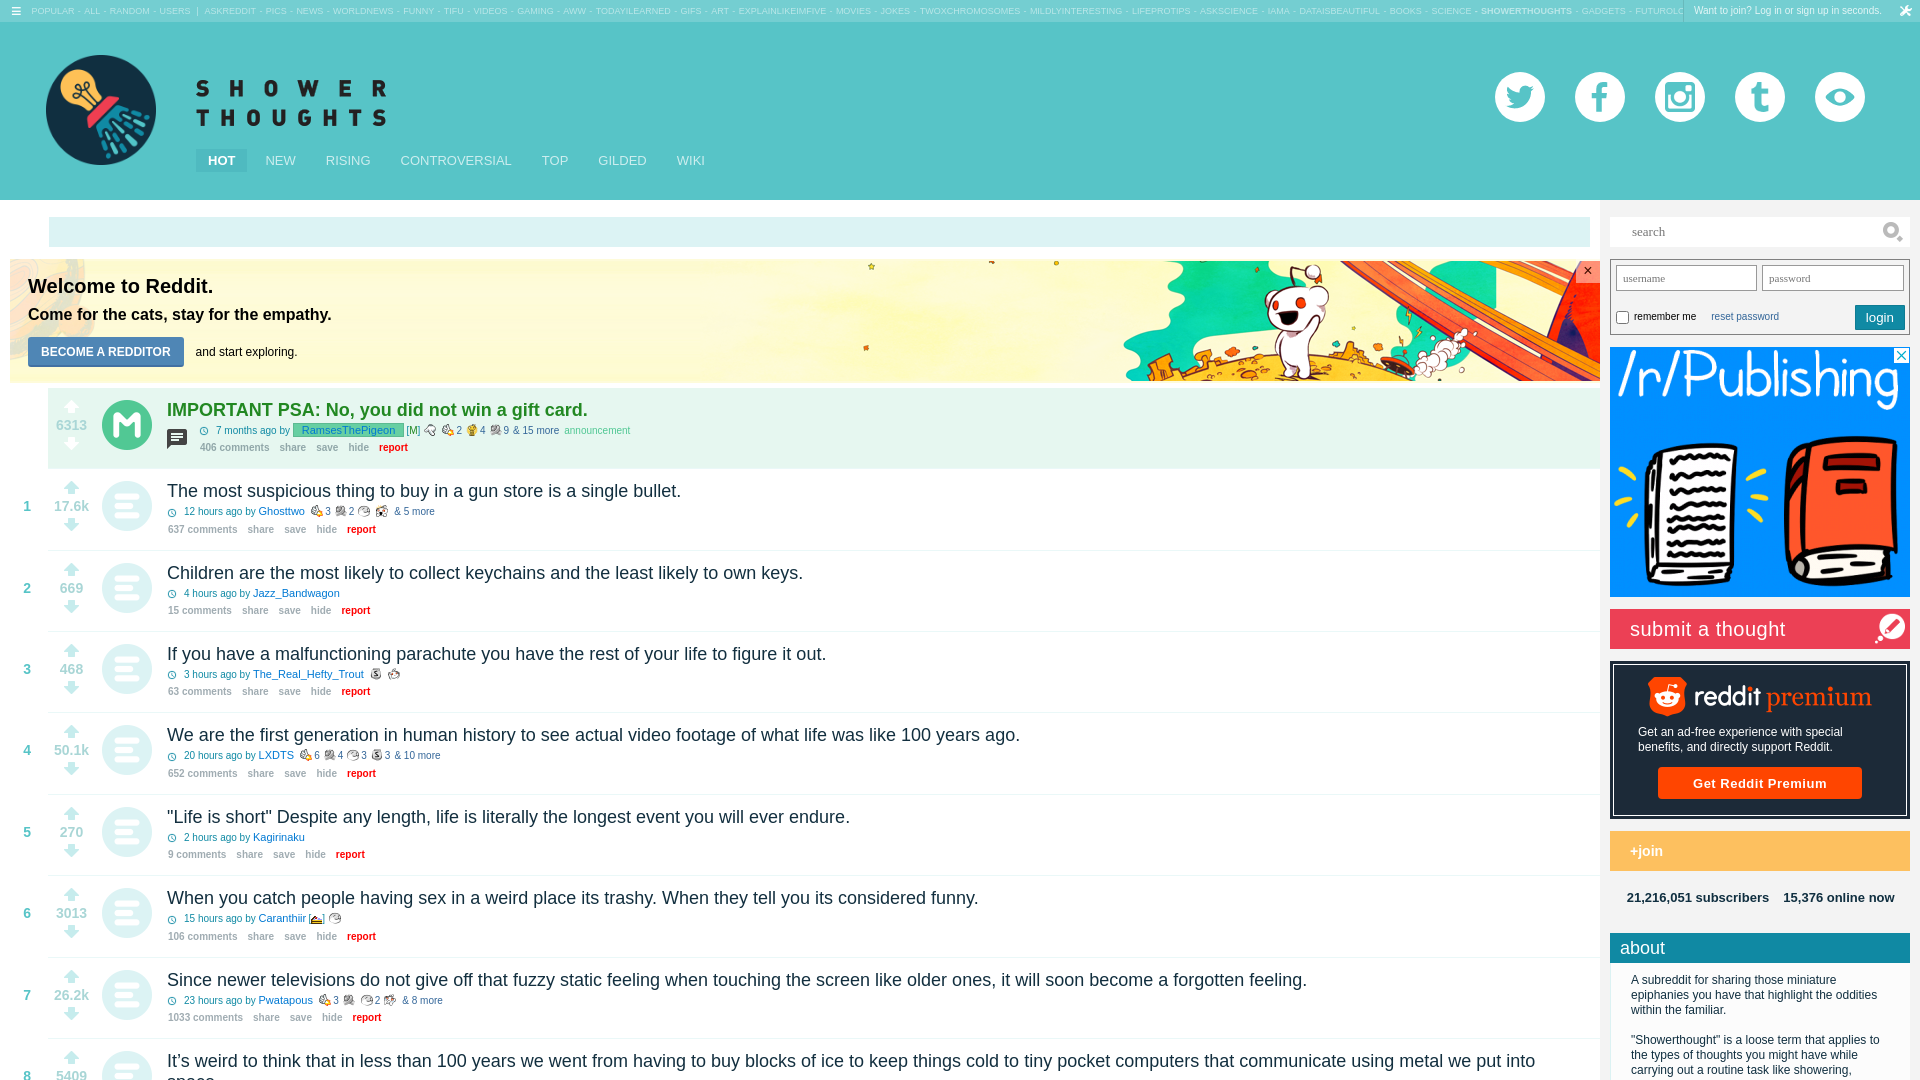 POPULAR - ALL - RANDOM - USERS | ASKREDDIT - PICS - NEWS - WORLDNEWS - FUNNY - TIFU - VIDEOS - GAMING - AWW - TODAYILEARNED - GIFS - ART - EXPLAINLIKEIMFIVE - MOVIES - JOKES - TWOXCHROMOSOMES - MILDLYINTERESTING - LIFEPROTIPS - ASKSCIENCE - IAMA - DATAISBEAUTIFUL - BOOKS - SCIENCE - SHOWERTHOUGHTS - GADGETS - FUTUROLO
Want to join? Log in or sign up in seconds.
SHOWER
THOUGHTS
HOT NEW RISING CONTROVERSIAL TOP GILDED WIKI
search
Welcome to Reddit.
Come for the cats, stay for the empathy.
BECOME A REDDITOR and start exploring.
×
username password
remember me reset password login
6313
IMPORTANT PSA: No, you did not win a gift card.
7 months ago by RamsesThePigeon [M] 2 4 9 & 15 more announcement
406 comments share save hide report
1 17.6k
The most suspicious thing to buy in a gun store is a single bullet.
12 hours ago by Ghosttwo 3 2 & 5 more
637 comments share save hide report
2 669
Children are the most likely to collect keychains and the least likely to own keys.
4 hours ago by Jazz_Bandwagon
15 comments share save hide report
3 468
If you have a malfunctioning parachute you have the rest of your life to figure it out.
3 hours ago by The_Real_Hefty_Trout
63 comments share save hide report
4 50.1k
We are the first generation in human history to see actual video footage of what life was like 100 years ago.
20 hours ago by LXDTS 6 4 3 3 & 10 more
652 comments share save hide report
5 270
"Life is short" Despite any length, life is literally the longest event you will ever endure.
2 hours ago by Kagirinaku
9 comments share save hide report
6 3013
When you catch people having sex in a weird place its trashy. When they tell you its considered funny.
15 hours ago by Caranthiir []
106 comments share save hide report
7 26.2k
Since newer televisions do not give off that fuzzy static feeling when touching the screen like older ones, it will soon become a forgotten feeling.
23 hours ago by Pwatapous 3 2 & 8 more
1033 comments share save hide report
8 5409
It's weird to think that in less than 100 years we went from having to buy blocks of ice to keep things cold to tiny pocket computers that communicate using metal we put into
space.
/r/Publishing
submit a thought
reddit premium
Get an ad-free experience with special
benefits, and directly support Reddit.
Get Reddit Premium
+join
21,216,051 subscribers 15,376 online now
about
A subreddit for sharing those miniature
epiphanies you have that highlight the oddities
within the familiar.
"Showerthought" is a loose term that applies to
the types of thoughts you might have while
carrying out a routine task like showering,